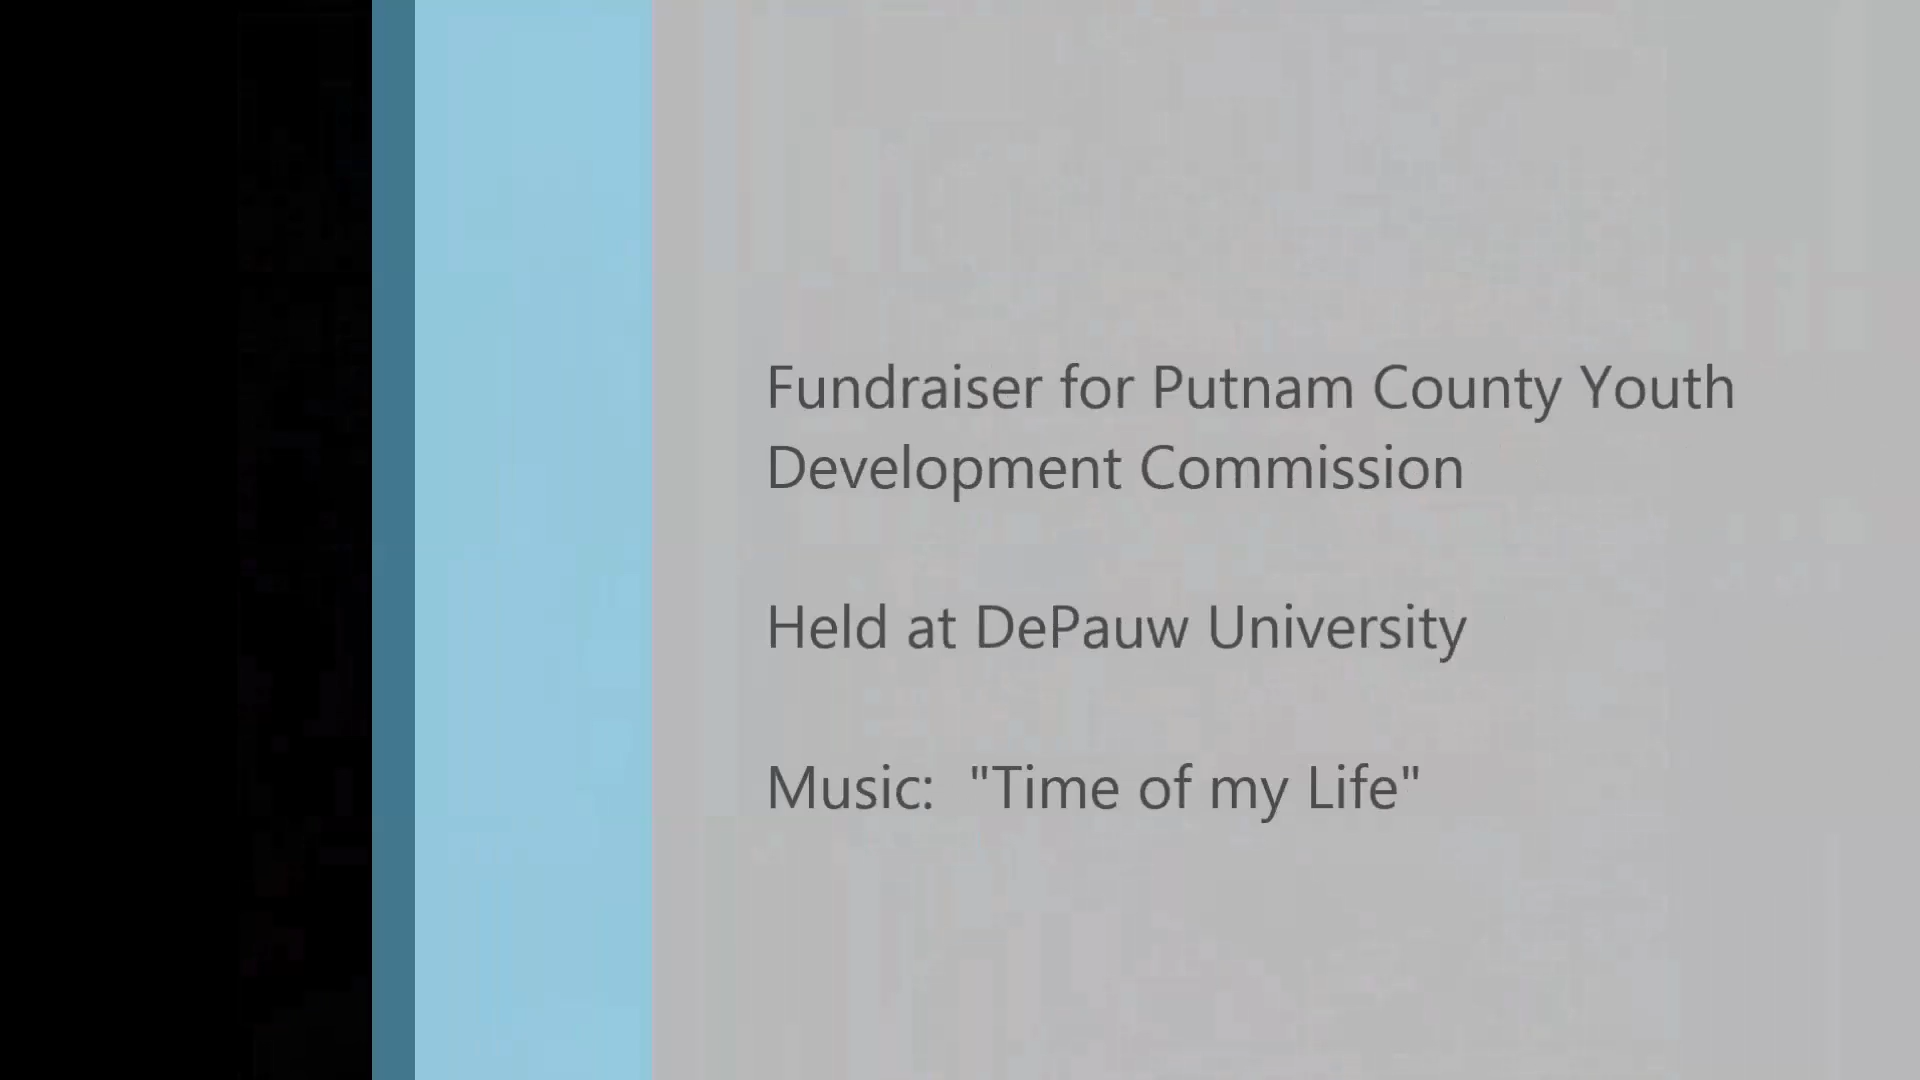 Fundraiser for Putnam County Youth
Development Commission
Held at DePauw University
Music:  "Time of my Life"